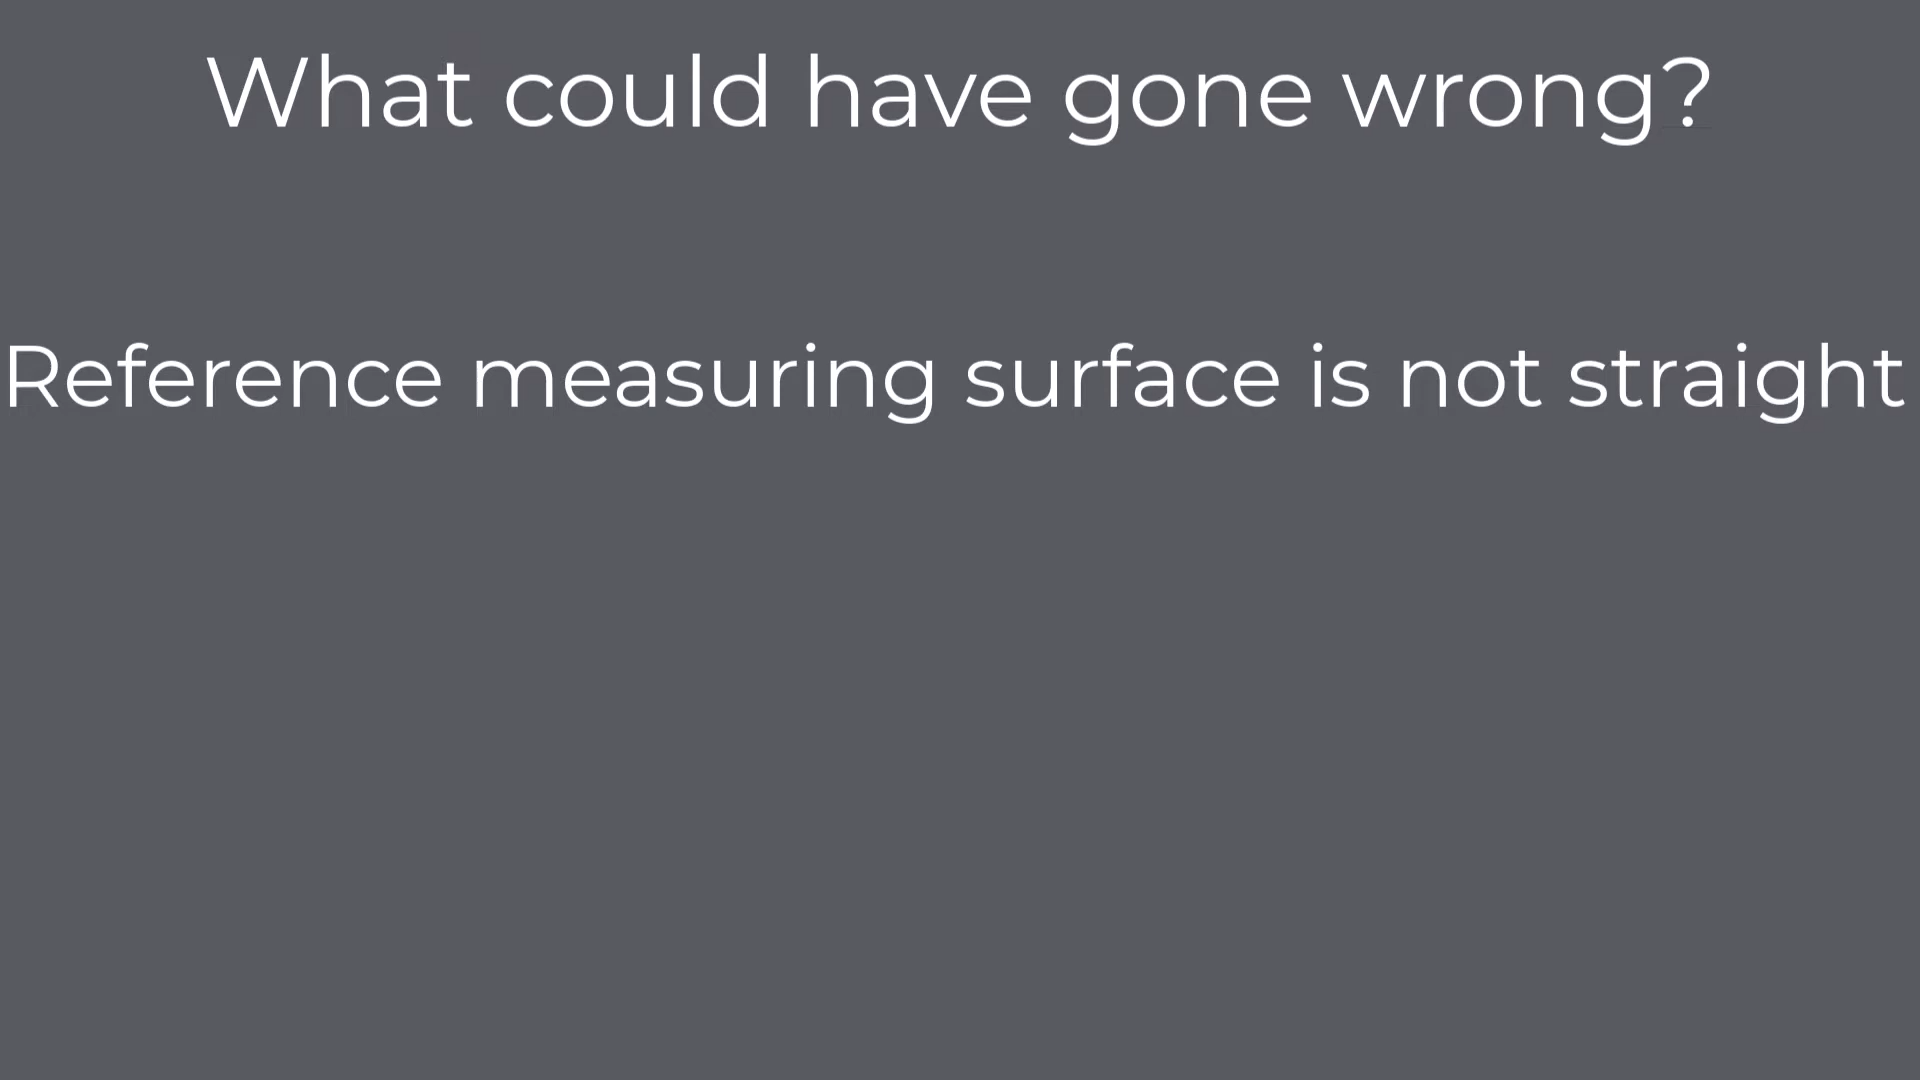 What could have gone wrong?
Reference measuring surface is not straight